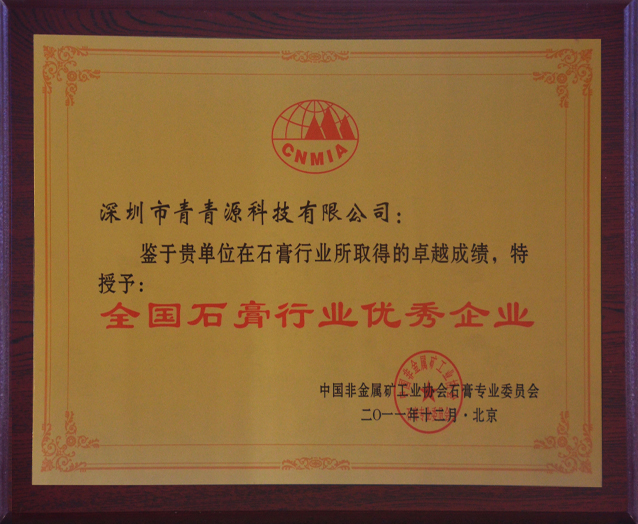 CNMIA
深圳市青青源科技有限公司：
鉴于贵单位在石膏行业所取得的卓越成绩，特
授予：
全国石膏行业优秀企业
中国非金属矿工业协会石膏专业委员会
二〇一一年十二月·北京